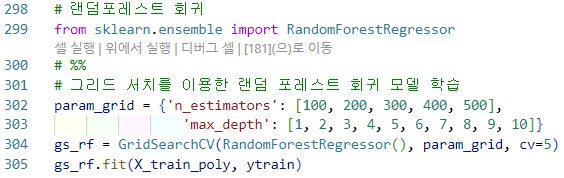 298 # 랜덤포레스트 회귀
299 from sklearn.ensemble import RandomForestRegressor
셀 실행 | 위에서 실행 | 디버그 셀 | [181](으)로 이동
300 # %%
301 # 그리드 서치를 이용한 랜덤 포레스트 회귀 모델 학습
302 param_grid = {'n_estimators': [100, 200, 300, 400, 500],
303 'max_depth': [1, 2, 3, 4, 5, 6, 7, 8, 9, 10]}
304 gs_rf = GridSearchCV(RandomForestRegressor(), param_grid, cv=5)
305 gs_rf.fit(X_train_poly, ytrain)